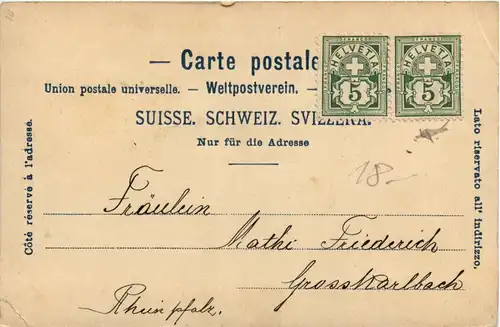 — Carte postale
HELVETIA 5
HELVETIA 5
Union postale universelle. – Weltpostverein. –
SUISSE. SCHWEIZ. SVIZZERA.
Nur für die Adresse
Côté réservé à l'adresse.
Lato riservato all' indirizzo.
18.-
Fräulein
Mathi Friederich
Grosskarlbach
Rheinpfalz.